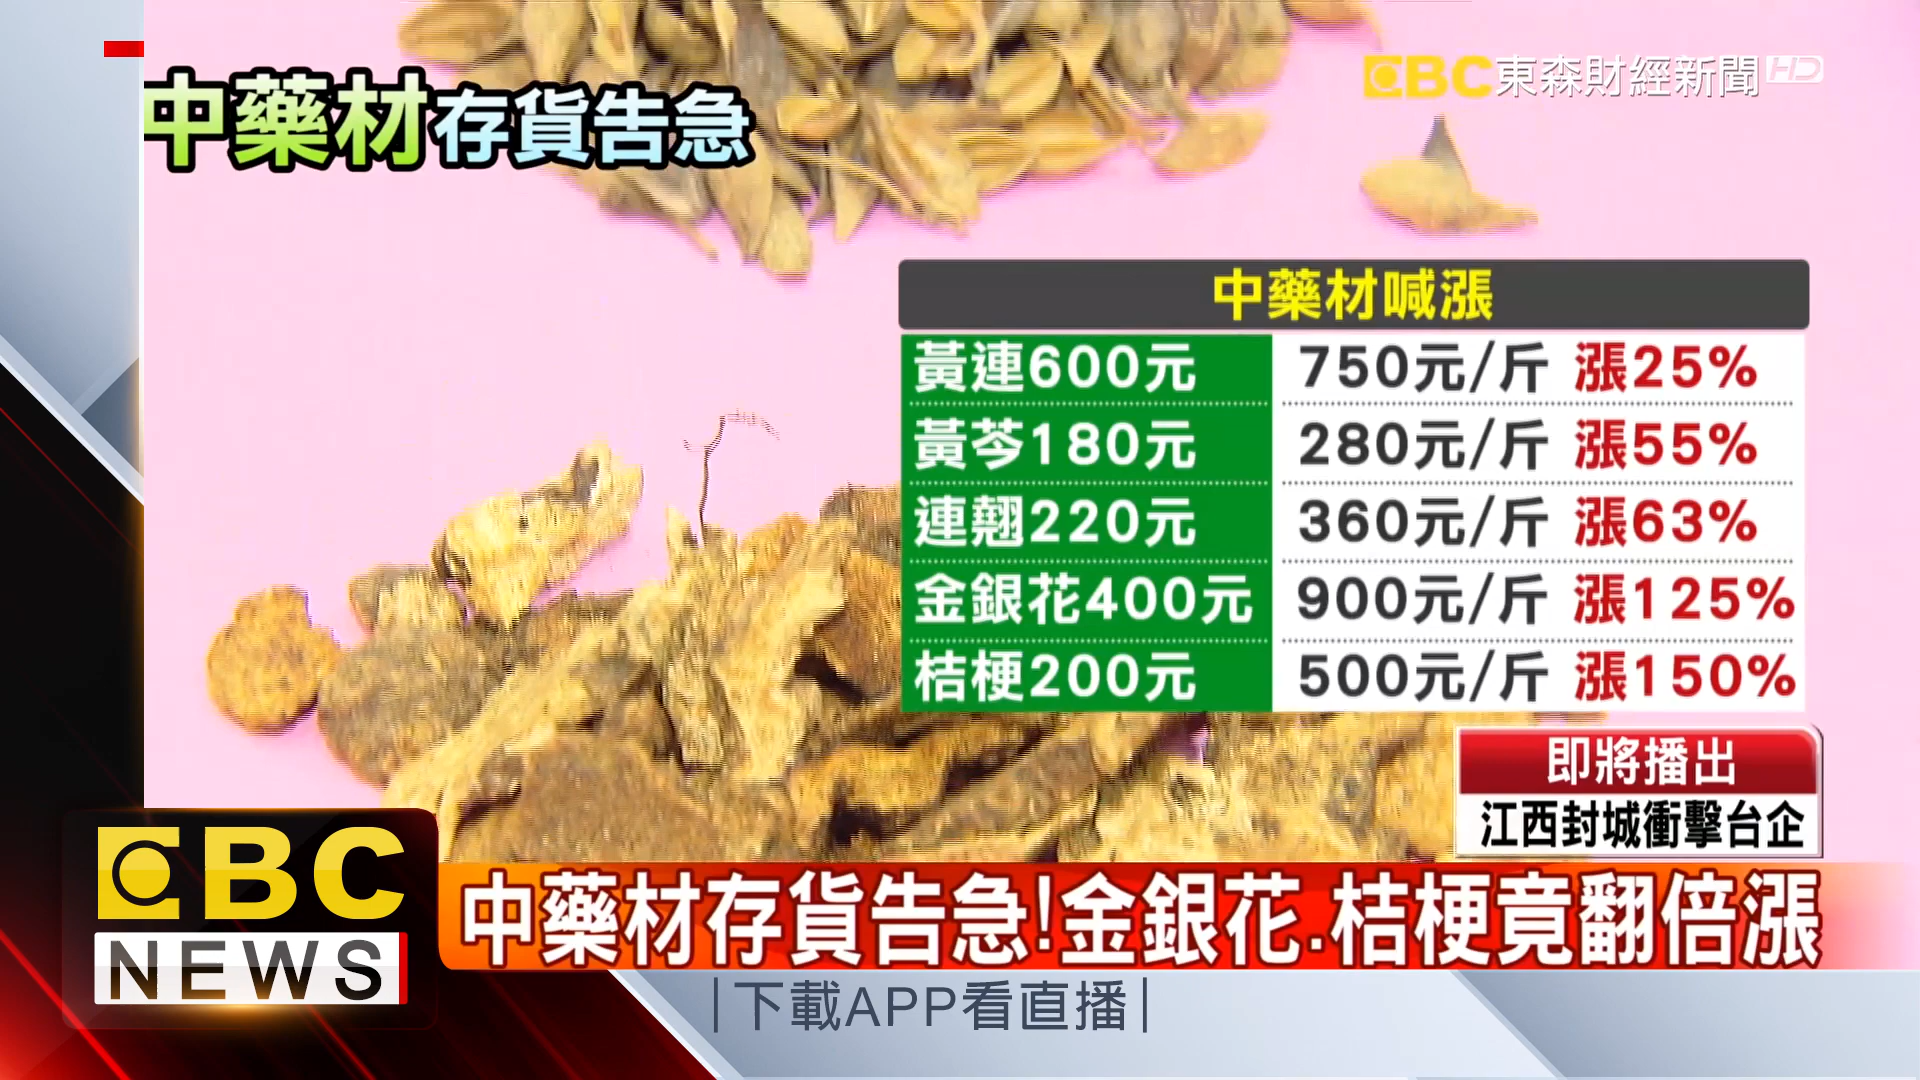 中藥材存貨告急
EBC東森財經新聞HD
中藥材喊漲
黃連600元 750元/斤 漲25%
黃芩180元 280元/斤 漲55%
連翹220元 360元/斤 漲63%
金銀花400元 900元/斤 漲125%
桔梗200元 500元/斤 漲150%
即將播出
江西封城衝擊台企
EBC
NEWS
中藥材存貨告急!金銀花.桔梗竟翻倍漲
|下載APP看直播|